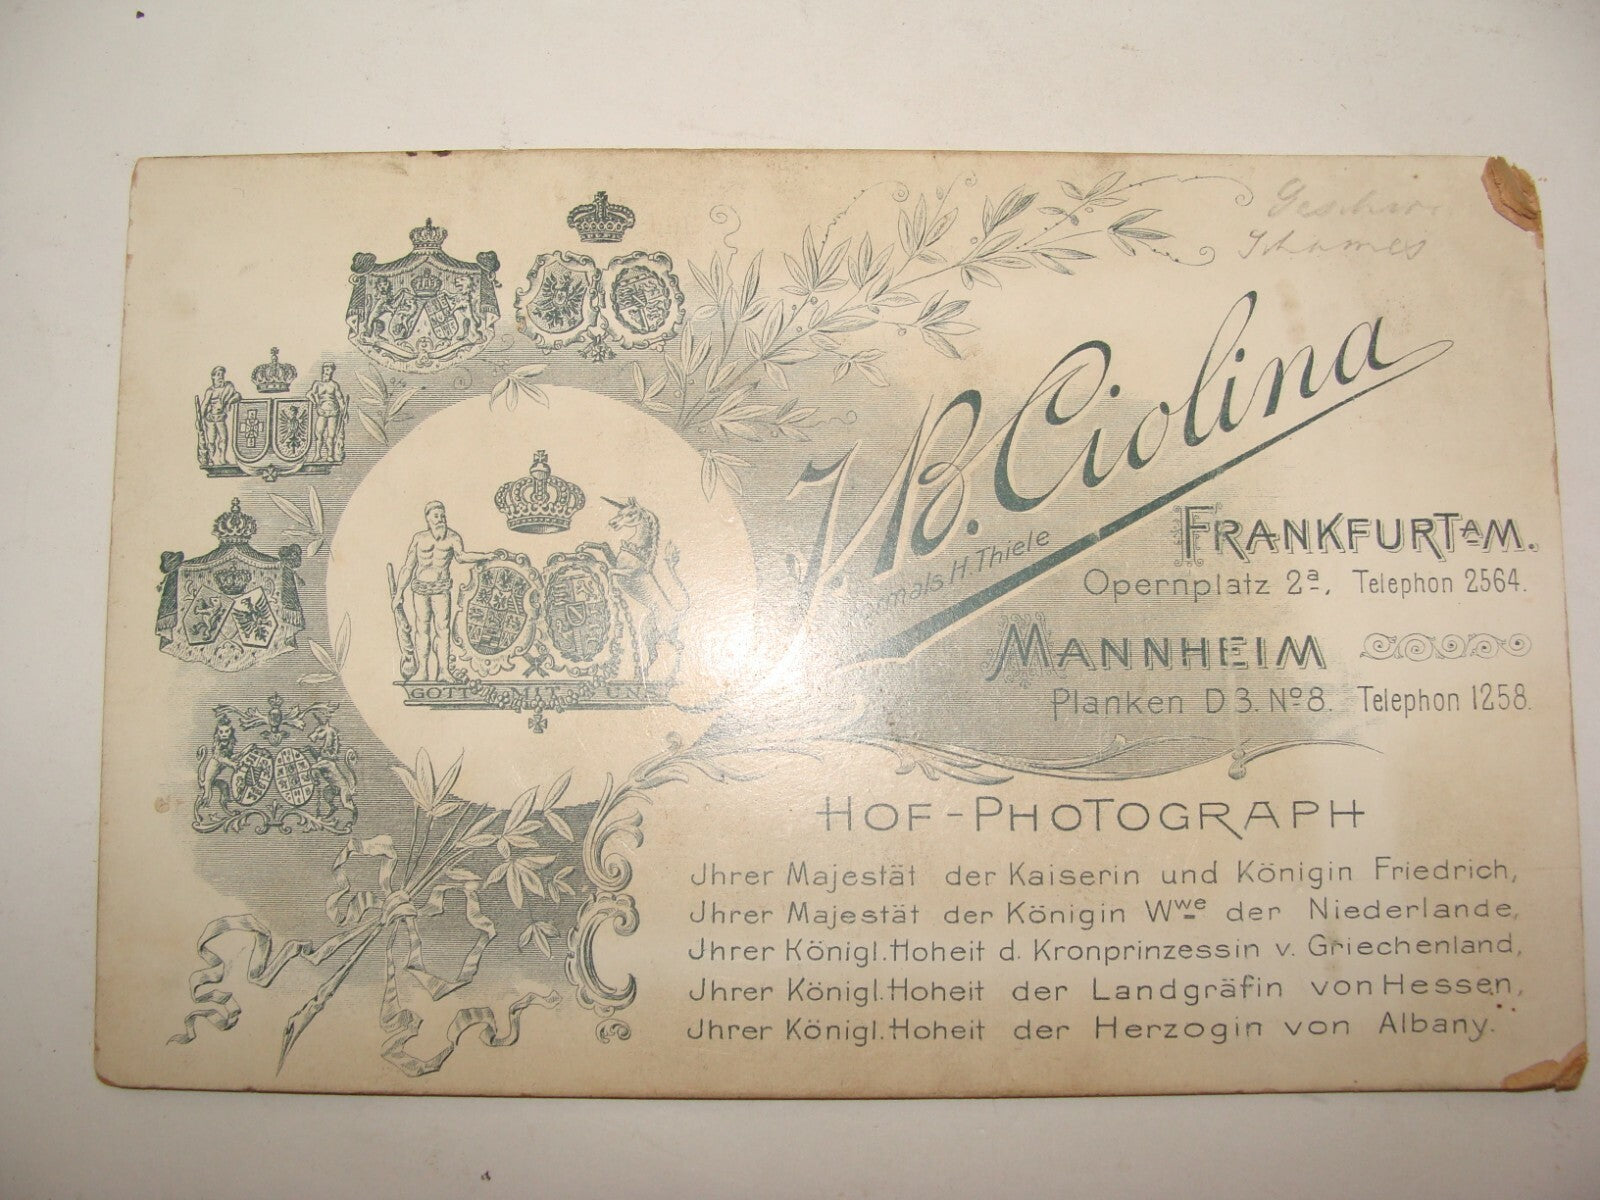 J.B. Ciolina
vormals H. Thiele
FRANKFURT A M.
Opernplatz 2ª, Telephon 2564.
MANNHEIM
Planken D 3. Nº 8. Telephon 1258.
GOTT MIT UNS
HOF-PHOTOGRAPH
Jhrer Majestät der Kaiserin und Königin Friedrich,
Jhrer Majestät der Königin Wwe der Niederlande,
Jhrer Königl. Hoheit d. Kronprinzessin v. Griechenland,
Jhrer Königl. Hoheit der Landgräfin von Hessen,
Jhrer Königl. Hoheit der Herzogin von Albany.